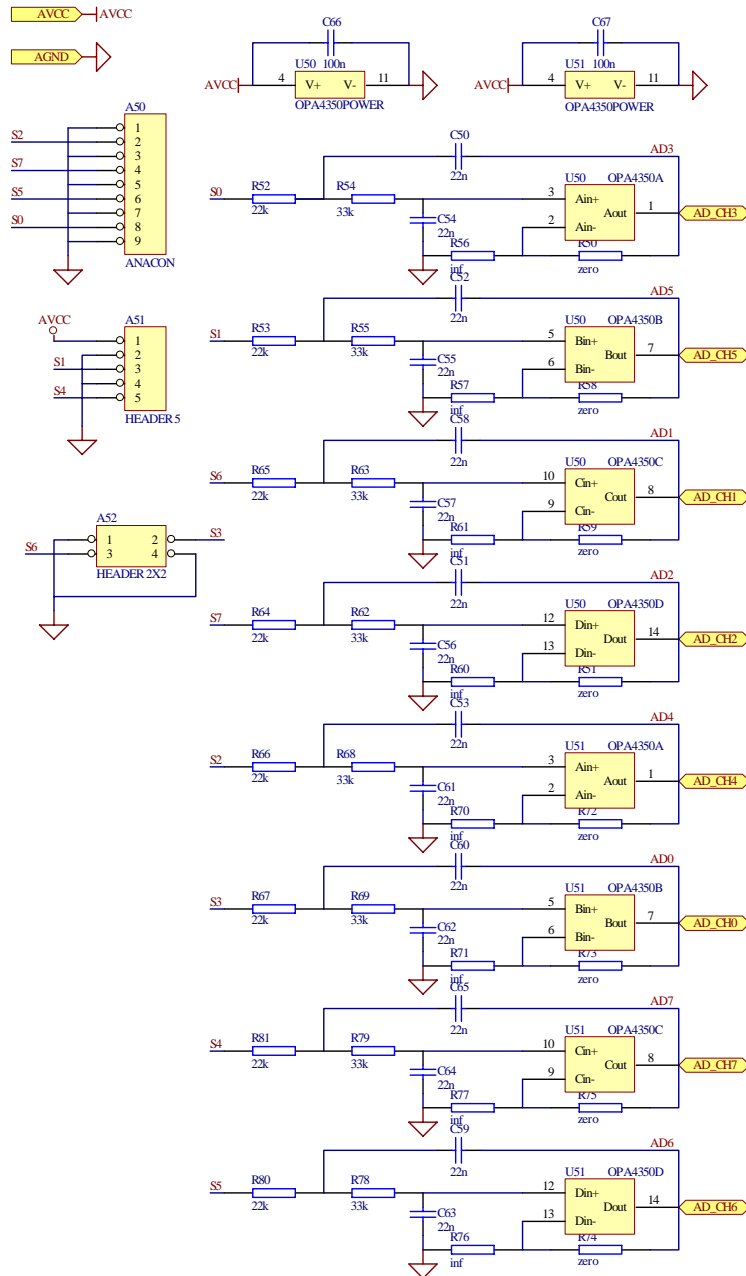 AVCC AVCC
AGND
C66
U50 100n
AVCC 4 V+ V- 11
OPA4350POWER
C67
U51 100n
AVCC 4 V+ V- 11
OPA4350POWER
A50
1
S2 2
3
S7 4
5
S5 6
7
S0 8
9
ANACON
AVCC A51
1
2
S1 3
4
S4 5
HEADER 5
A52
1 2 S3
S6 3 4
HEADER 2X2
C50 AD3
22n
S0 R52 R54 U50 OPA4350A
22k 33k 3 Ain+
C54 Aout 1 AD_CH3
22n 2 Ain-
R56 R50
inf zero
C52 AD5
22n
S1 R53 R55 U50 OPA4350B
22k 33k 5 Bin+
C55 Bout 7 AD_CH5
22n 6 Bin-
R57 R58
inf zero
C58 AD1
22n
S6 R65 R63 U50 OPA4350C
22k 33k 10 Cin+
C57 Cout 8 AD_CH1
22n 9 Cin-
R61 R59
inf zero
C51 AD2
22n
S7 R64 R62 U50 OPA4350D
22k 33k 12 Din+
C56 Dout 14 AD_CH2
22n 13 Din-
R60 R51
inf zero
C53 AD4
22n
S2 R66 R68 U51 OPA4350A
22k 33k 3 Ain+
C61 Aout 1 AD_CH4
22n 2 Ain-
R70 R72
inf zero
C60 AD0
22n
S3 R67 R69 U51 OPA4350B
22k 33k 5 Bin+
C62 Bout 7 AD_CH0
22n 6 Bin-
R71 R73
inf zero
C65 AD7
22n
S4 R81 R79 U51 OPA4350C
22k 33k 10 Cin+
C64 Cout 8 AD_CH7
22n 9 Cin-
R77 R75
inf zero
C59 AD6
22n
S5 R80 R78 U51 OPA4350D
22k 33k 12 Din+
C63 Dout 14 AD_CH6
22n 13 Din-
R76 R74
inf zero